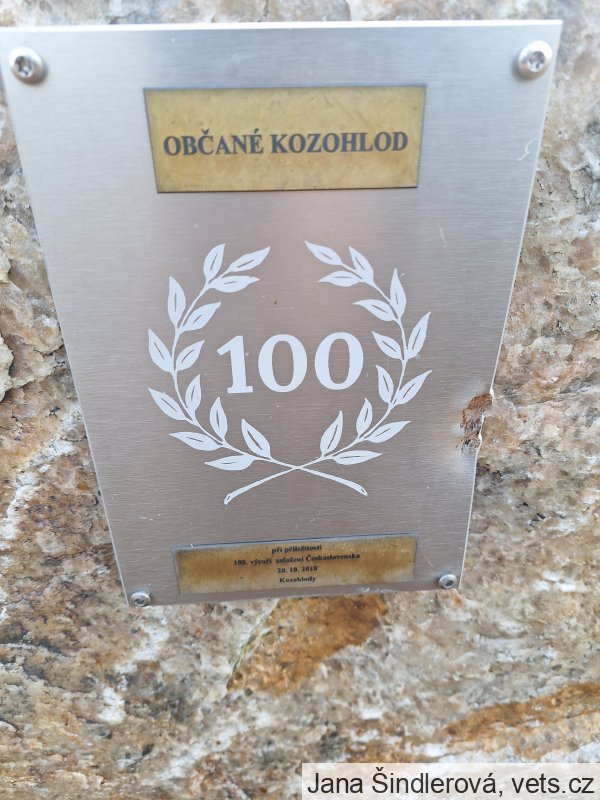 OBČANÉ KOZOHLOD
100
při příležitosti
100. výročí založení Československa
28. 10. 2018
Kozohlody
Jana Šindlerová, vets.cz